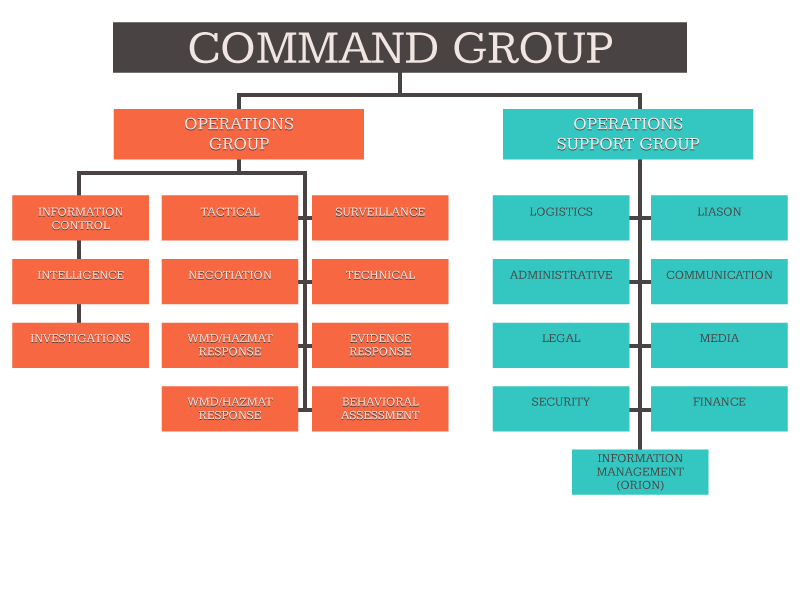 COMMAND GROUP
OPERATIONS
GROUP
OPERATIONS
SUPPORT GROUP
INFORMATION
CONTROL
TACTICAL
SURVEILLANCE
LOGISTICS
LIASON
INTELLIGENCE
NEGOTIATION
TECHNICAL
ADMINISTRATIVE
COMMUNICATION
INVESTIGATIONS
WMD/HAZMAT
RESPONSE
EVIDENCE
RESPONSE
LEGAL
MEDIA
WMD/HAZMAT
RESPONSE
BEHAVIORAL
ASSESSMENT
SECURITY
FINANCE
INFORMATION
MANAGEMENT
(ORION)